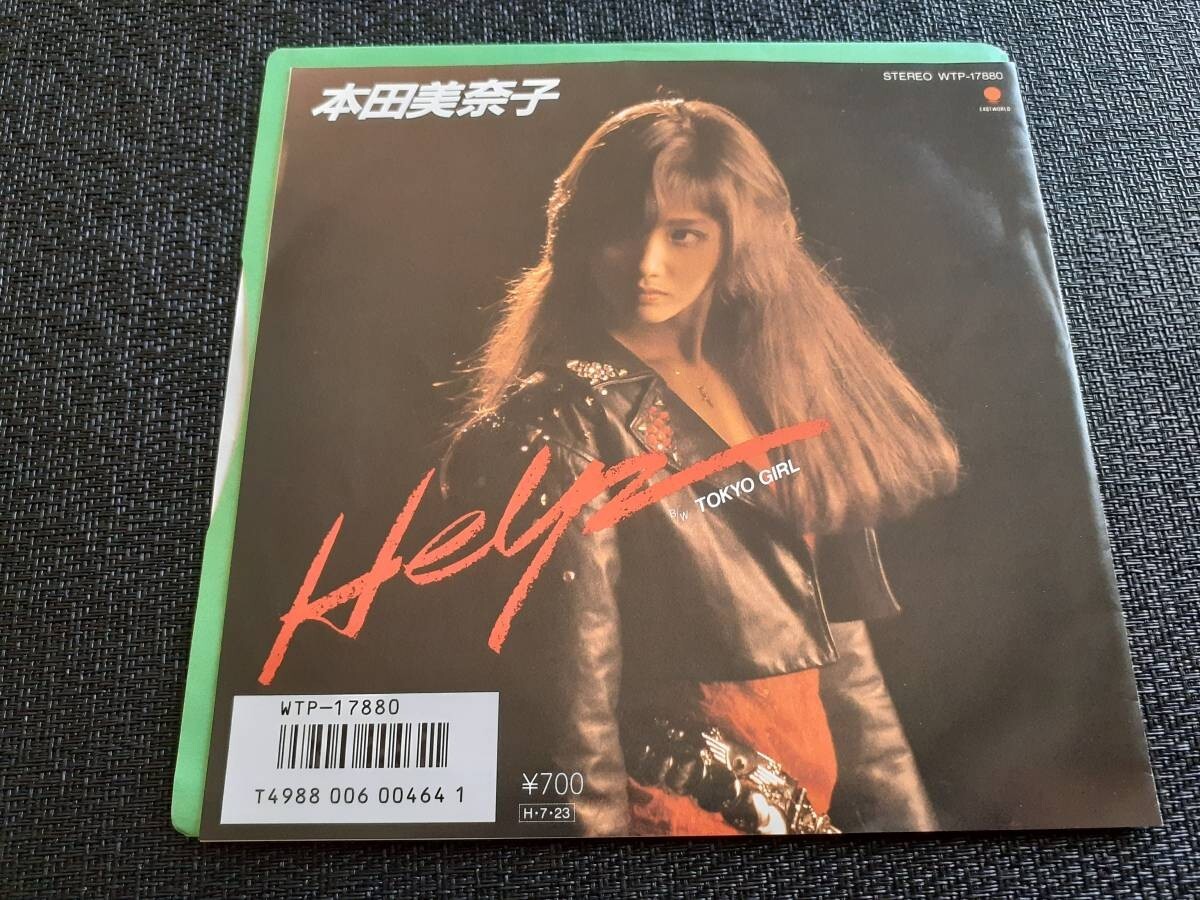 本田美奈子
STEREO WTP-17880
EASTWORLD
Help
B/W TOKYO GIRL
WTP-17880
T4988 006 00464 1
¥700
H・7・23